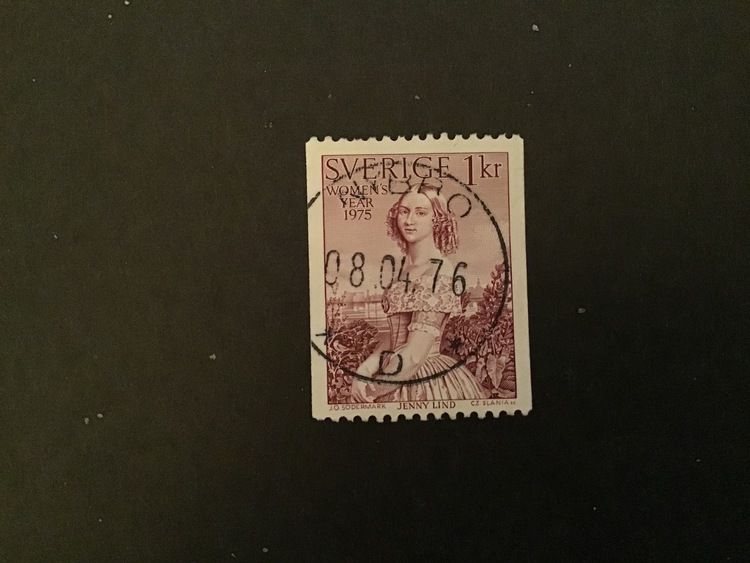 SVERIGE 1kr
WOMEN'S
YEAR
1975
08.04.76
D
J.O. SÖDERMARK JENNY LIND CZ SLANIA